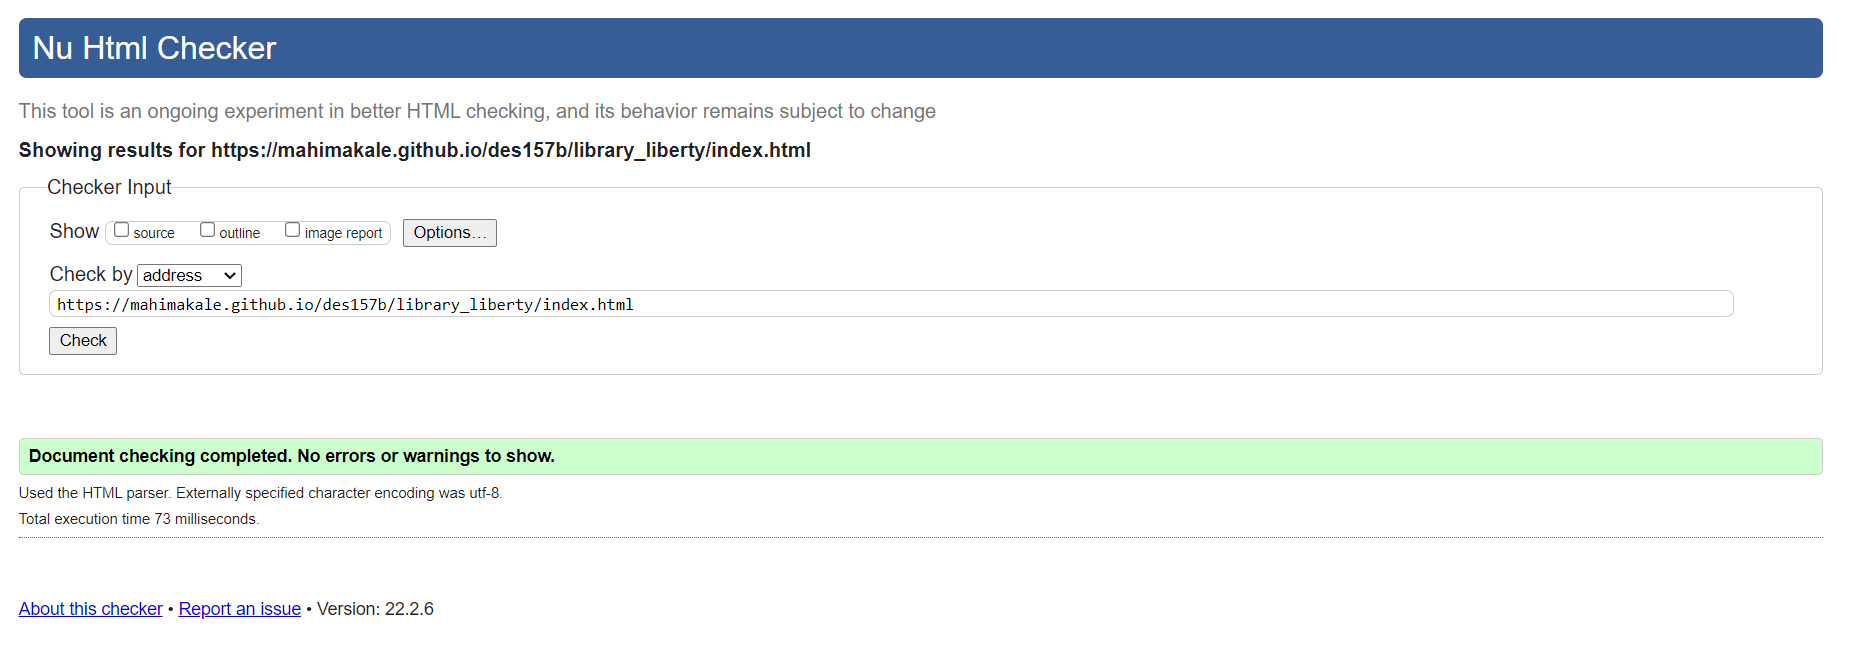 Nu Html Checker
This tool is an ongoing experiment in better HTML checking, and its behavior remains subject to change
Showing results for https://mahimakale.github.io/des157b/library_liberty/index.html
Checker Input
Show source outline image report Options…
Check by address
https://mahimakale.github.io/des157b/library_liberty/index.html
Check
Document checking completed. No errors or warnings to show.
Used the HTML parser. Externally specified character encoding was utf-8.
Total execution time 73 milliseconds.
About this checker • Report an issue • Version: 22.2.6